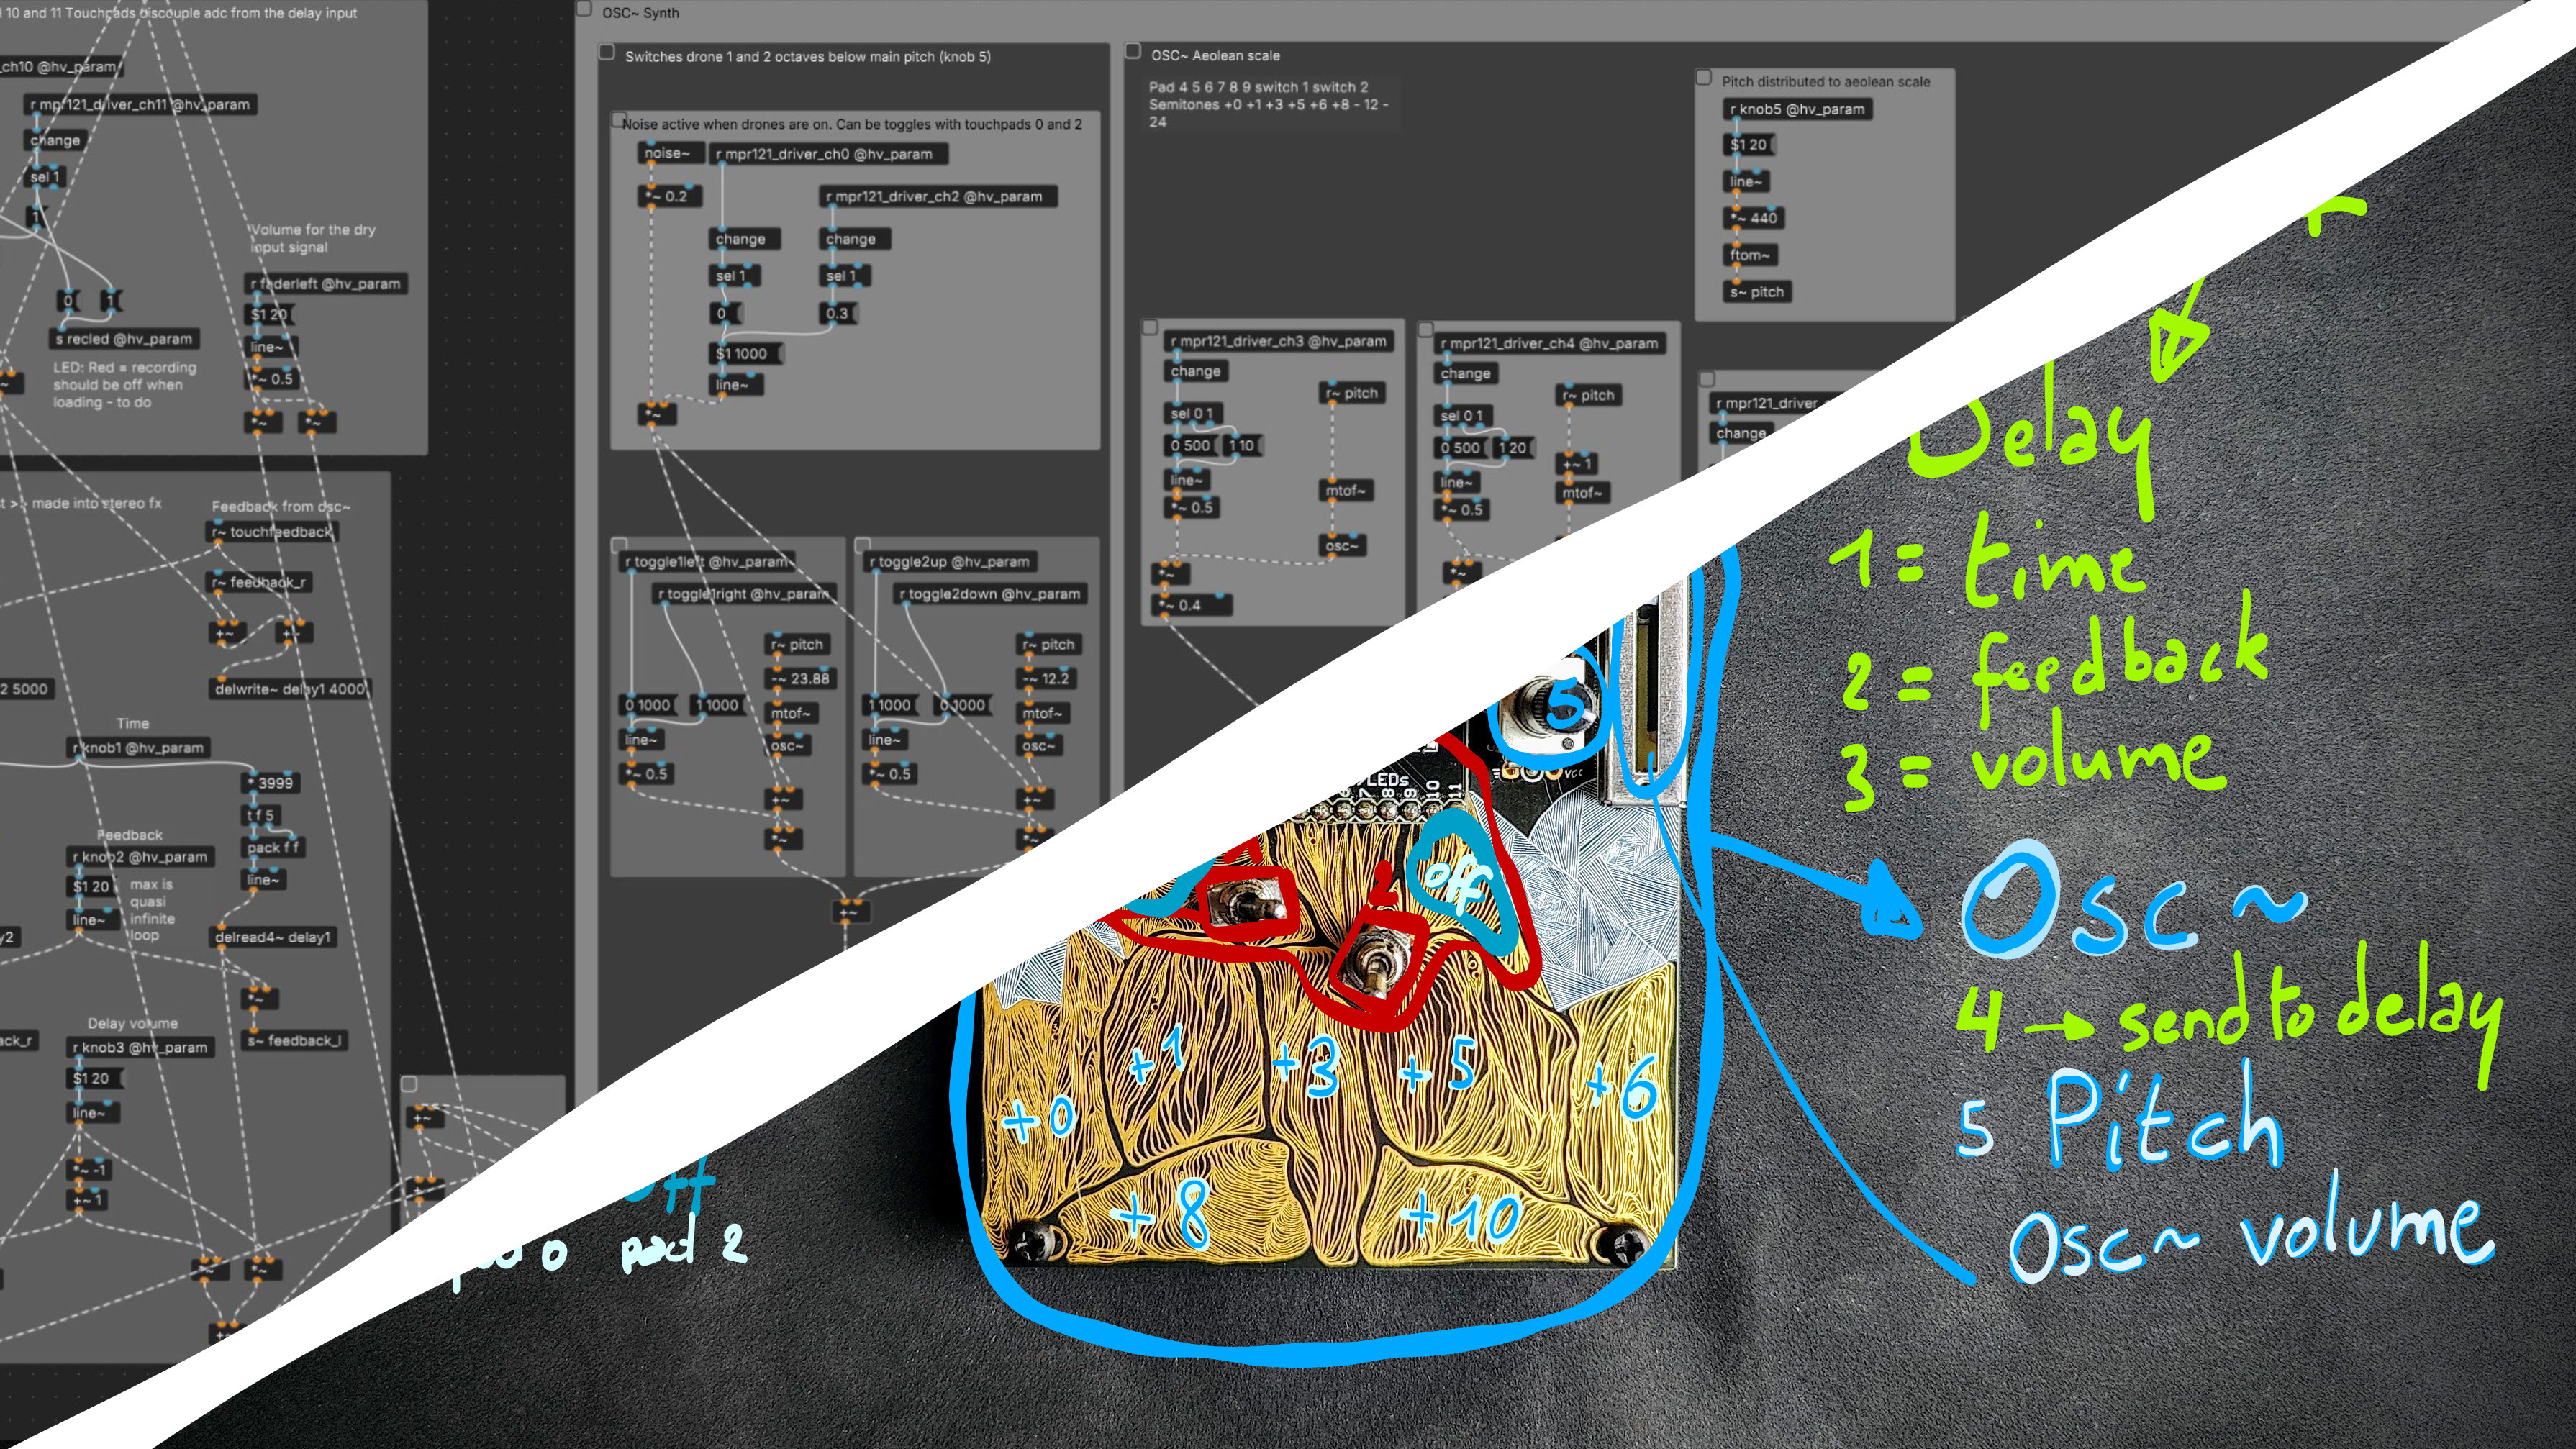 10 and 11 Touchpads discouple adc from the delay input
_ch10 @hv_param
r mpr121_driver_ch11 @hv_param
change
sel 1
1
0
1
s recled @hv_param
LED: Red = recording
should be off when
loading - to do
Volume for the dry
input signal
r faderleft @hv_param
$1 20
line~
*~ 0.5
*~
*~
>> made into stereo fx
Feedback from osc~
r~ touchfeedback
r~ feedback_r
+~
+~
delwrite~ delay1 4000
2 5000
Time
r knob1 @hv_param
* 3999
t f 5
pack f f
line~
delread4~ delay1
*~
s~ feedback_l
Feedback
r knob2 @hv_param
$1 20
line~
max is
quasi
infinite
loop
Delay volume
r knob3 @hv_param
$1 20
line~
*~ -1
+~ 1
*~
*~
+~
+~
OSC~ Synth
Switches drone 1 and 2 octaves below main pitch (knob 5)
Noise active when drones are on. Can be toggles with touchpads 0 and 2
noise~
r mpr121_driver_ch0 @hv_param
*~ 0.2
r mpr121_driver_ch2 @hv_param
change
change
sel 1
sel 1
0
0.3
$1 1000
line~
*~
r toggle1left @hv_param
r toggle1right @hv_param
r~ pitch
-~ 23.88
0 1000
1 1000
mtof~
line~
osc~
*~ 0.5
+~
*~
r toggle2up @hv_param
r toggle2down @hv_param
r~ pitch
-~ 12.2
1 1000
0 1000
mtof~
line~
osc~
*~ 0.5
+~
*~
+~
OSC~ Aeolean scale
Pad 4 5 6 7 8 9 switch 1 switch 2
Semitones +0 +1 +3 +5 +6 +8 - 12 -
24
r mpr121_driver_ch3 @hv_param
change
r~ pitch
sel 0 1
0 500
1 10
line~
mtof~
*~ 0.5
osc~
*~
*~ 0.4
r mpr121_driver_ch4 @hv_param
change
r~ pitch
sel 0 1
0 500
1 20
+~ 1
line~
mtof~
*~ 0.5
*~
Pitch distributed to aeolean scale
r knob5 @hv_param
$1 20
line~
*~ 440
ftom~
s~ pitch
change
Delay
1 = time
2 = feedback
3 = volume
Osc~
4 → send to delay
5 Pitch
Osc~ volume
5
LEDs
7
8
9
10
11
VCC
2
off
+0
+1
+3
+5
+6
+8
+10
off
pad 2